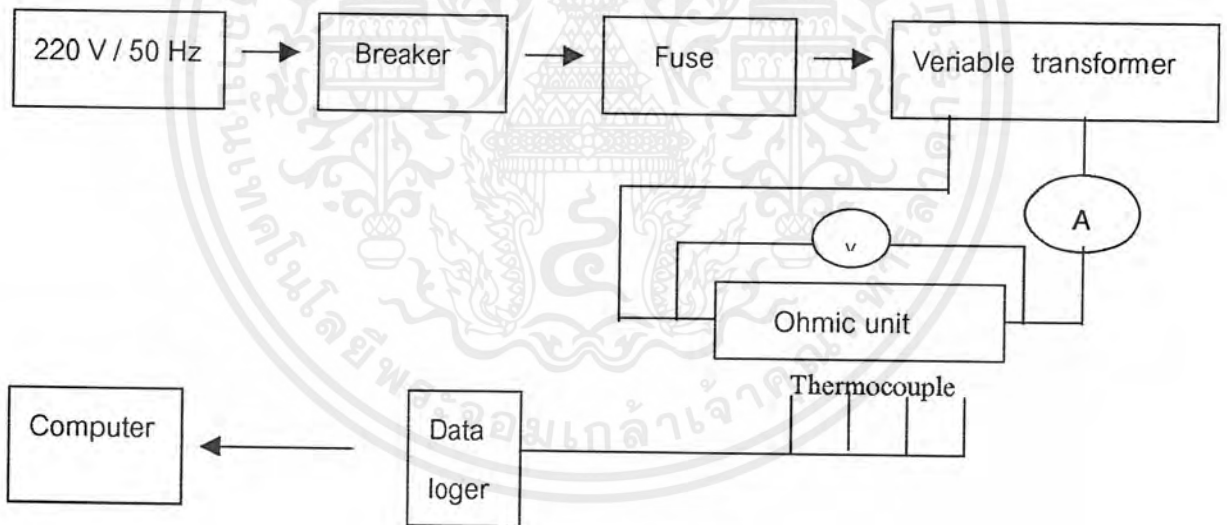 220 V / 50 Hz
Breaker
Fuse
Veriable transformer
A
v
Ohmic unit
Thermocouple
Computer
Data
loger